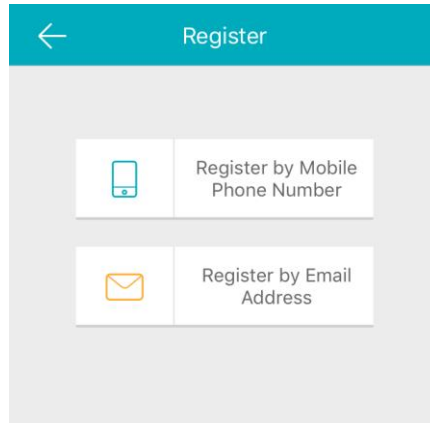 Register
Register by Mobile
Phone Number
Register by Email
Address